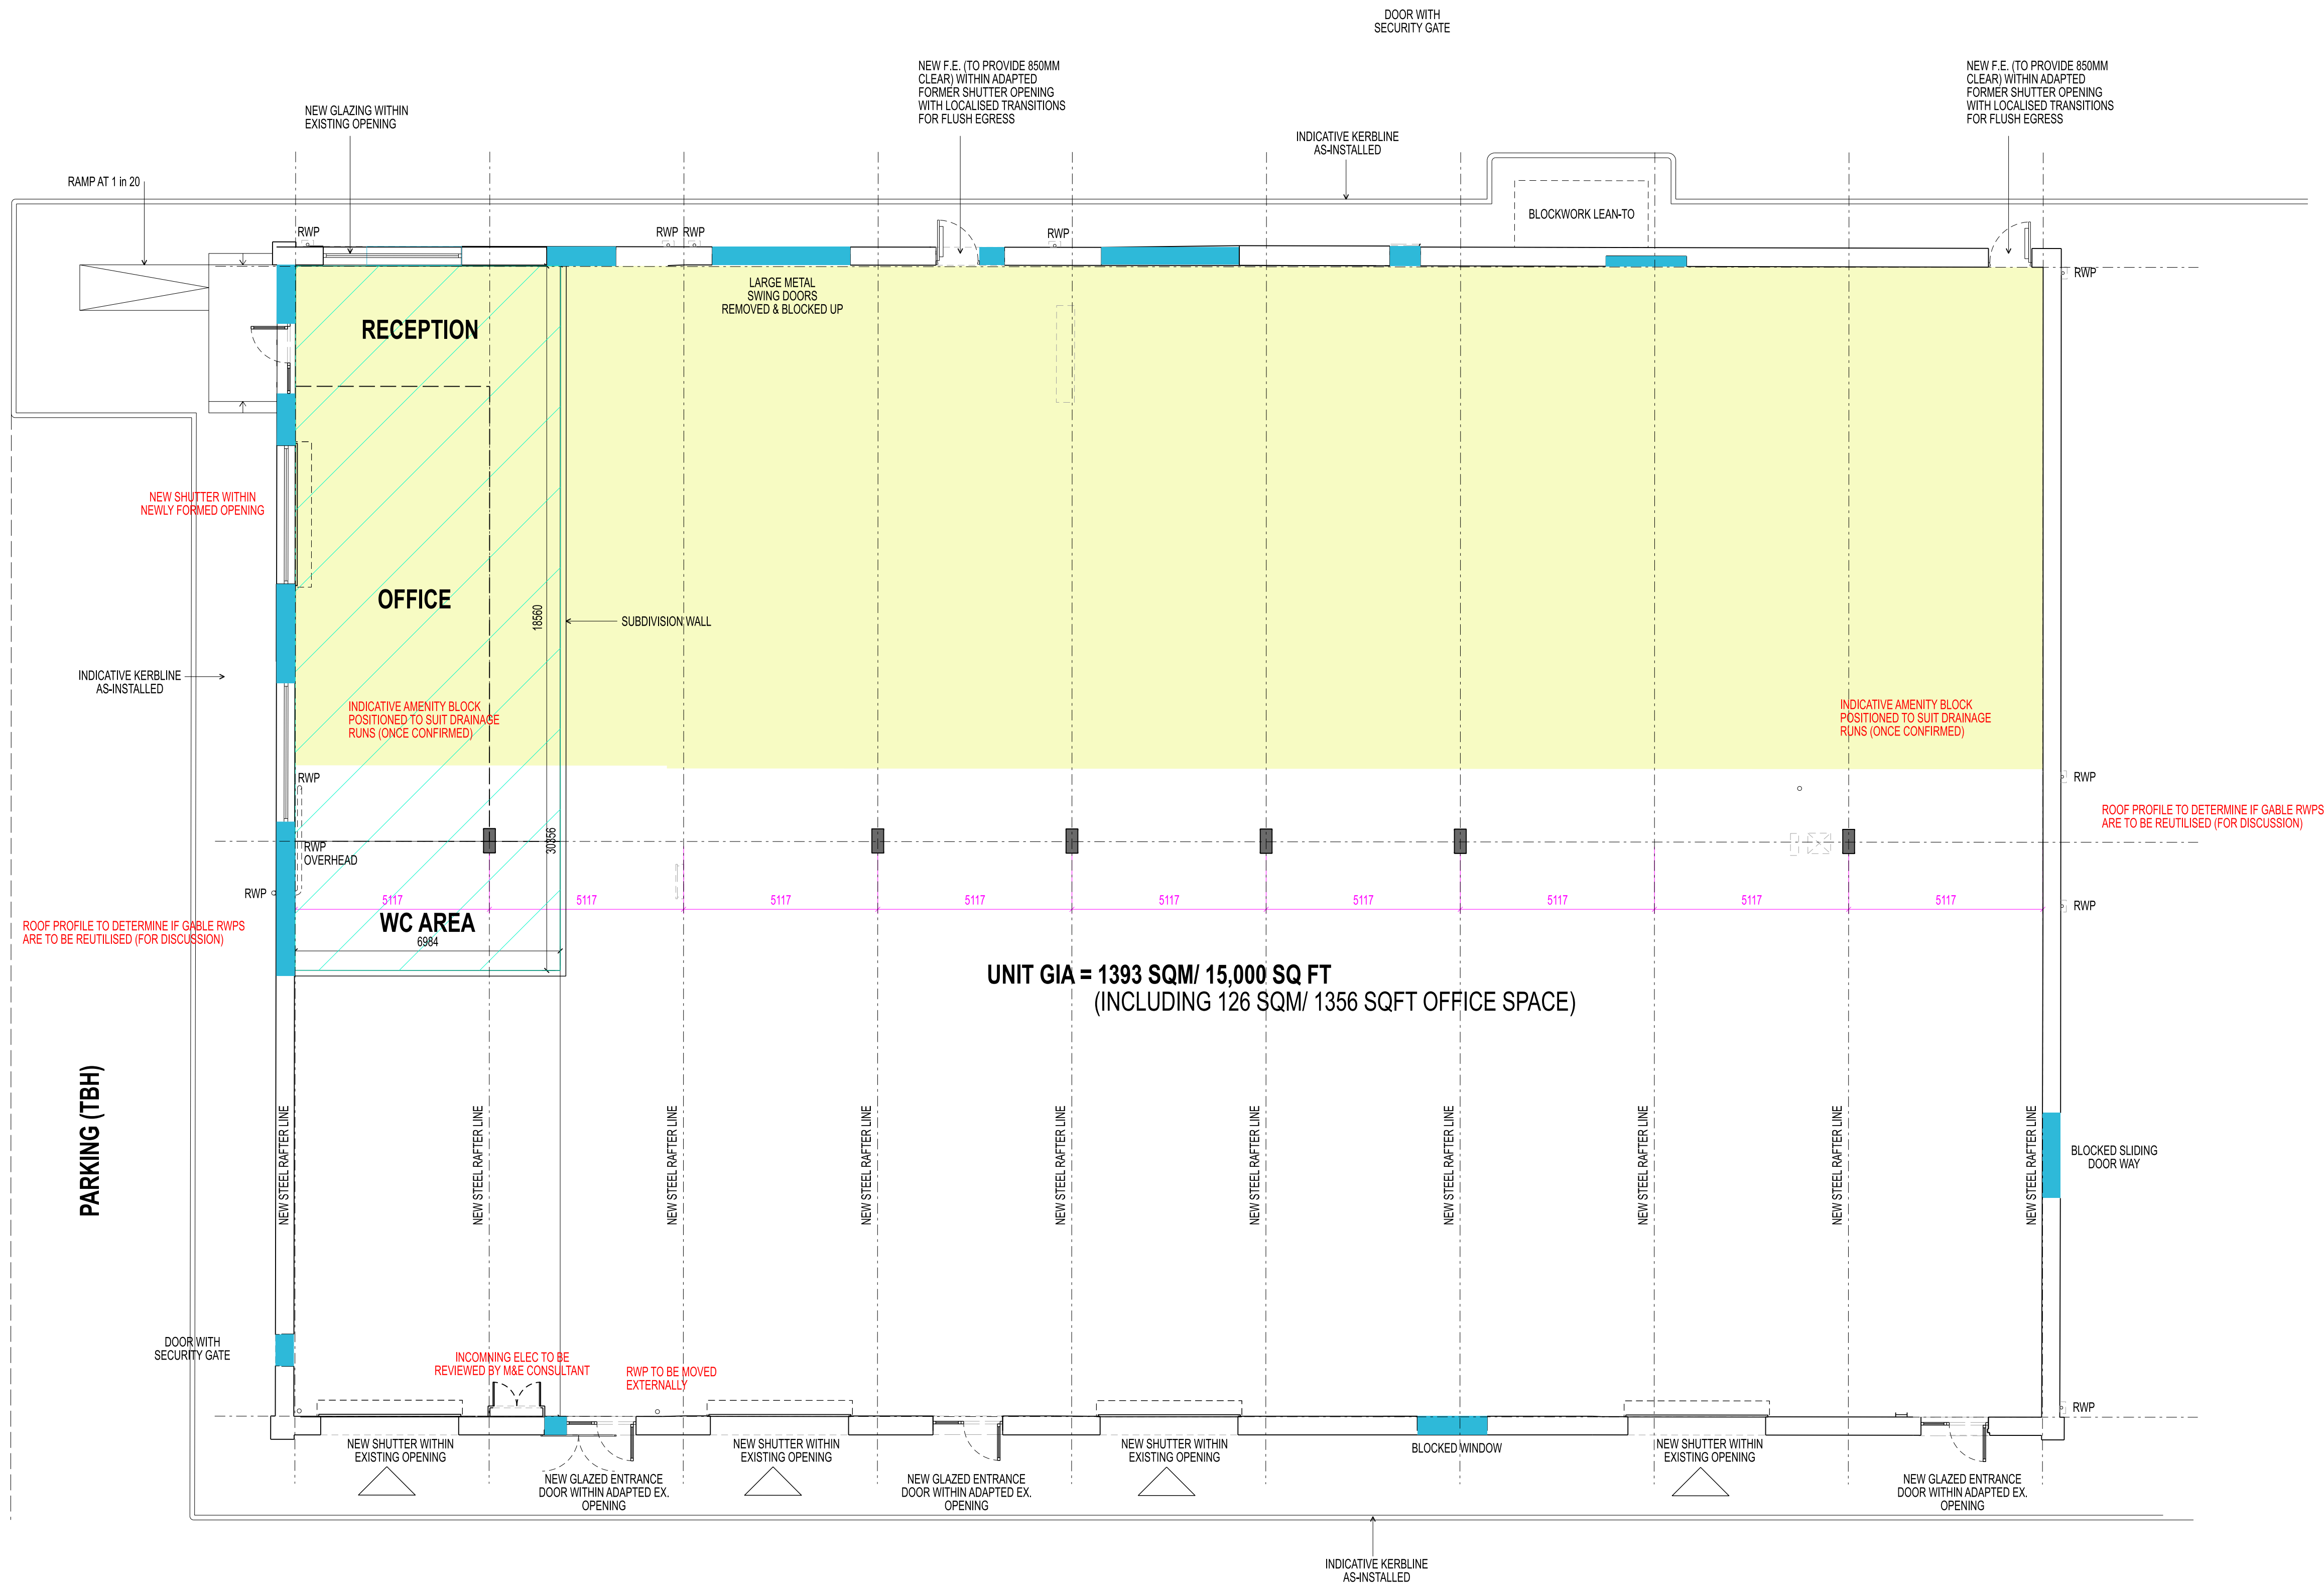 DOOR WITH
SECURITY GATE
NEW F.E. (TO PROVIDE 850MM
CLEAR) WITHIN ADAPTED
FORMER SHUTTER OPENING
WITH LOCALISED TRANSITIONS
FOR FLUSH EGRESS
NEW F.E. (TO PROVIDE 850MM
CLEAR) WITHIN ADAPTED
FORMER SHUTTER OPENING
WITH LOCALISED TRANSITIONS
FOR FLUSH EGRESS
NEW GLAZING WITHIN
EXISTING OPENING
INDICATIVE KERBLINE
AS-INSTALLED
RAMP AT 1 in 20
BLOCKWORK LEAN-TO
RWP
RWP
RWP
RWP
RWP
LARGE METAL
SWING DOORS
REMOVED & BLOCKED UP
RECEPTION
NEW SHUTTER WITHIN
NEWLY FORMED OPENING
OFFICE
18560
SUBDIVISION WALL
INDICATIVE KERBLINE
AS-INSTALLED
INDICATIVE AMENITY BLOCK
POSITIONED TO SUIT DRAINAGE
RUNS (ONCE CONFIRMED)
INDICATIVE AMENITY BLOCK
POSITIONED TO SUIT DRAINAGE
RUNS (ONCE CONFIRMED)
RWP
RWP
ROOF PROFILE TO DETERMINE IF GABLE RWPS
ARE TO BE REUTILISED (FOR DISCUSSION)
RWP
OVERHEAD
30356
RWP
5117
5117
5117
5117
5117
5117
5117
5117
5117
RWP
WC AREA
6984
ROOF PROFILE TO DETERMINE IF GABLE RWPS
ARE TO BE REUTILISED (FOR DISCUSSION)
UNIT GIA = 1393 SQM/ 15,000 SQ FT
(INCLUDING 126 SQM/ 1356 SQFT OFFICE SPACE)
PARKING (TBH)
NEW STEEL RAFTER LINE
NEW STEEL RAFTER LINE
NEW STEEL RAFTER LINE
NEW STEEL RAFTER LINE
NEW STEEL RAFTER LINE
NEW STEEL RAFTER LINE
NEW STEEL RAFTER LINE
NEW STEEL RAFTER LINE
NEW STEEL RAFTER LINE
NEW STEEL RAFTER LINE
BLOCKED SLIDING
DOOR WAY
DOOR WITH
SECURITY GATE
INCOMNING ELEC TO BE
REVIEWED BY M&E CONSULTANT
RWP TO BE MOVED
EXTERNALLY
RWP
NEW SHUTTER WITHIN
EXISTING OPENING
NEW SHUTTER WITHIN
EXISTING OPENING
NEW SHUTTER WITHIN
EXISTING OPENING
BLOCKED WINDOW
NEW SHUTTER WITHIN
EXISTING OPENING
NEW GLAZED ENTRANCE
DOOR WITHIN ADAPTED EX.
OPENING
NEW GLAZED ENTRANCE
DOOR WITHIN ADAPTED EX.
OPENING
NEW GLAZED ENTRANCE
DOOR WITHIN ADAPTED EX.
OPENING
INDICATIVE KERBLINE
AS-INSTALLED